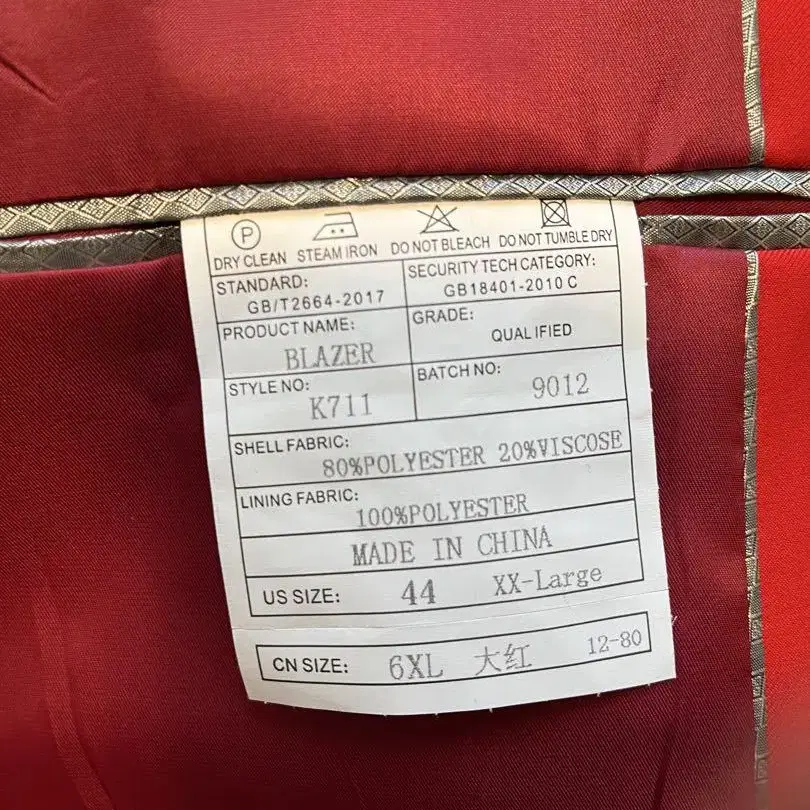 P
DRY CLEAN STEAM IRON DO NOT BLEACH DO NOT TUMBLE DRY
STANDARD:
GB/T2664-2017
SECURITY TECH CATEGORY:
GB18401-2010 C
PRODUCT NAME:
BLAZER
GRADE:
QUALIFIED
STYLE NO:
K711
BATCH NO:
9012
SHELL FABRIC:
80%POLYESTER 20%VISCOSE
LINING FABRIC:
100%POLYESTER
MADE IN CHINA
US SIZE: 44 XX-Large
CN SIZE: 6XL 大红 12-80